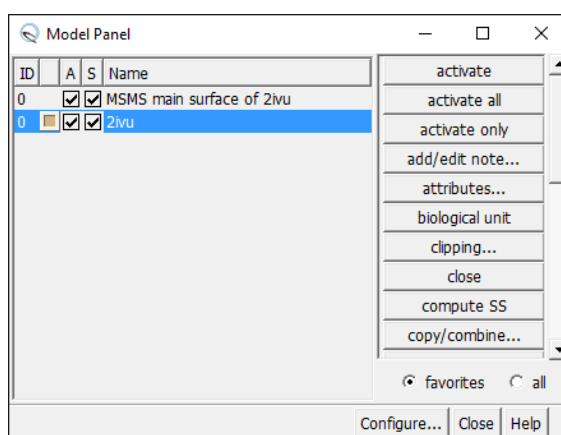 Model Panel
ID A S Name
0 MSMS main surface of 2ivu
0 2ivu
activate
activate all
activate only
add/edit note...
attributes...
biological unit
clipping...
close
compute SS
copy/combine...
favorites all
Configure... Close Help